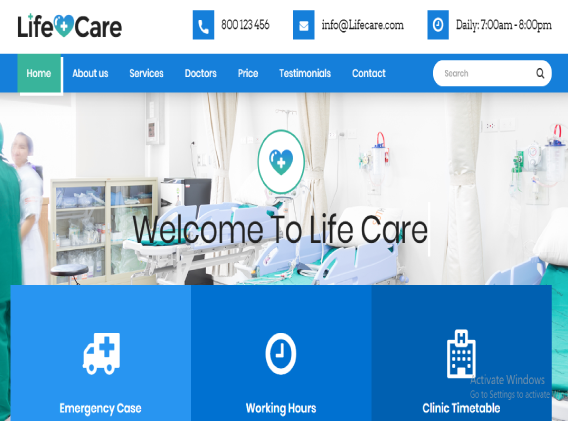 Life Care
800 123 456
info@Lifecare.com
Daily: 7:00am - 8:00pm
Home About us Services Doctors Price Testimonials Contact
Search
Welcome To Life Care
H
Emergency Case Working Hours Clinic Timetable
Activate Windows
Go to Settings to activate